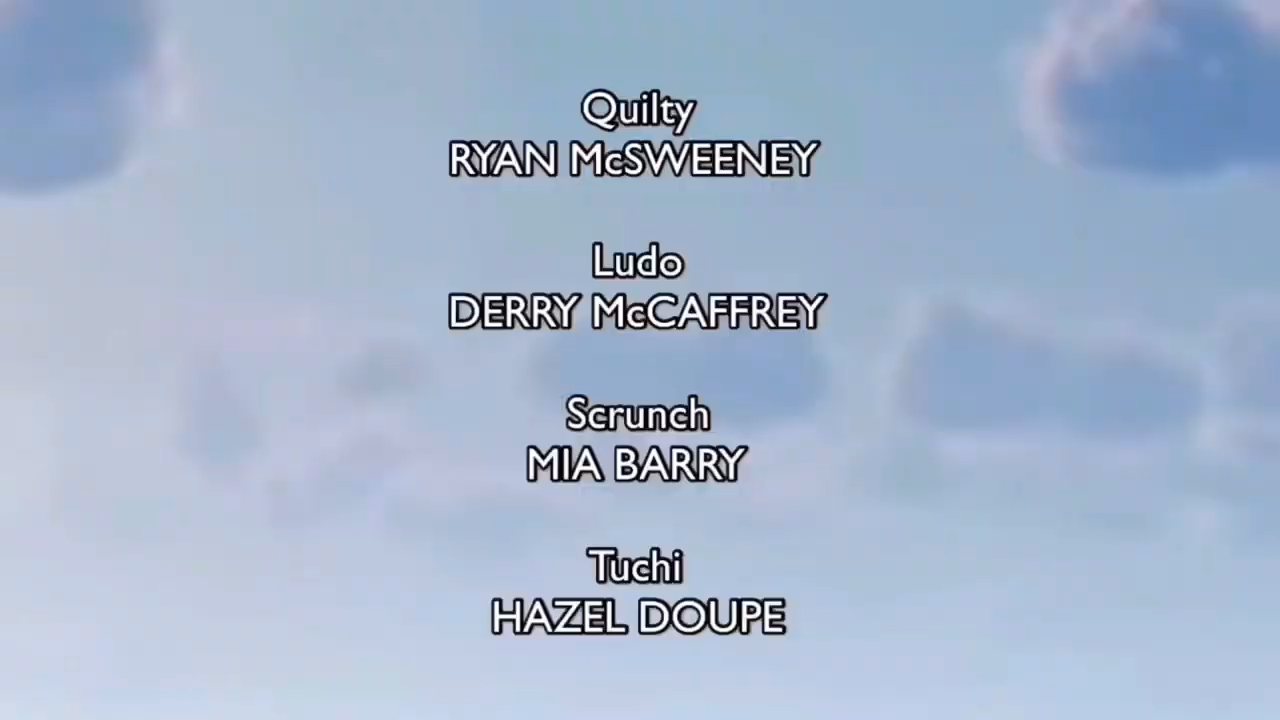 Quilty
RYAN McSWEENEY
Ludo
DERRY McCAFFREY
Scrunch
MIA BARRY
Tuchi
HAZEL DOUPE